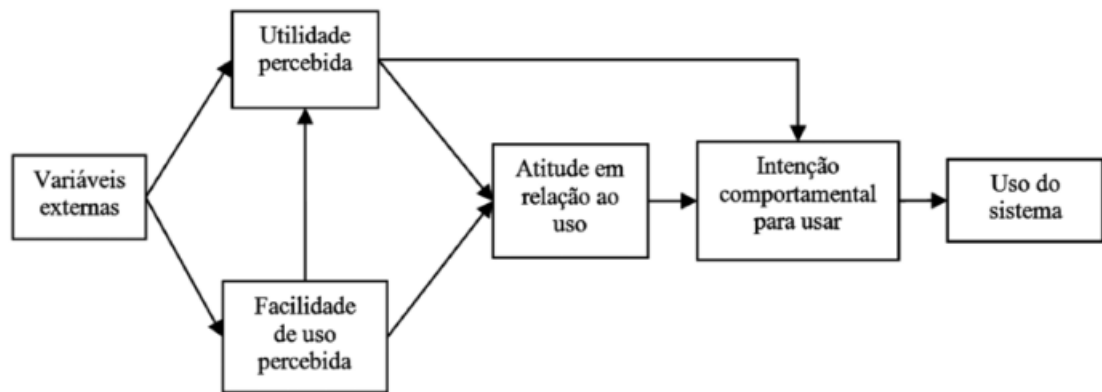 Utilidade
percebida
Variáveis
externas
Atitude em
relação ao
uso
Intenção
comportamental
para usar
Uso do
sistema
Facilidade
de uso
percebida